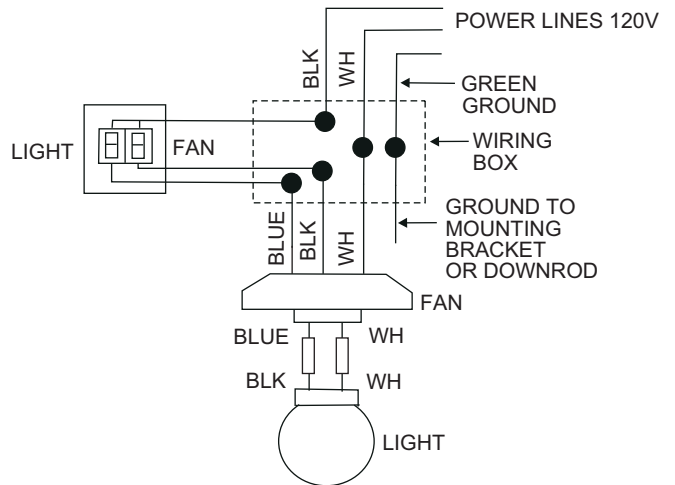 POWER LINES 120V
BLK
WH
GREEN
GROUND
LIGHT
FAN
WIRING
BOX
GROUND TO
MOUNTING
BRACKET
OR DOWNROD
BLUE
BLK
WH
FAN
BLUE
WH
BLK
WH
LIGHT